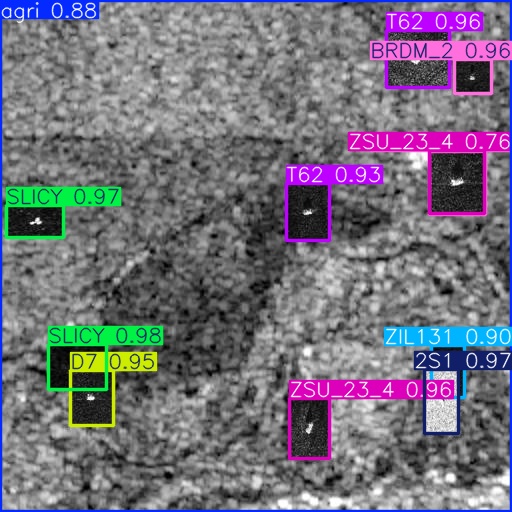 agri 0.88
T62 0.96
BRDM_2 0.96
ZSU_23_4 0.76
T62 0.93
SLICY 0.97
SLICY 0.98
ZIL131 0.90
D7 0.95
2S1 0.97
ZSU_23_4 0.96